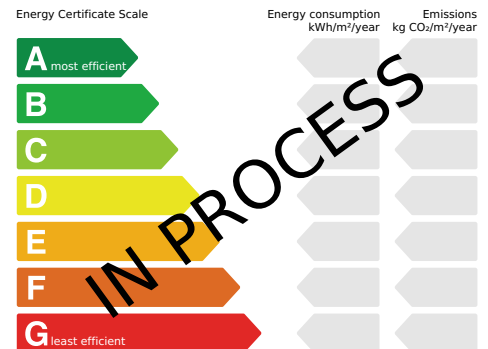 Energy Certificate Scale
Energy consumption
kWh/m²/year
Emissions
kg CO₂/m²/year
A most efficient
B
C
D
E
F
G least efficient
IN PROCESS